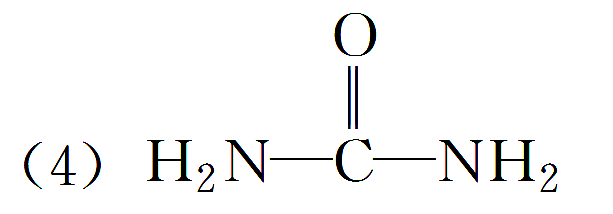 O
(4) H₂N—C—NH₂